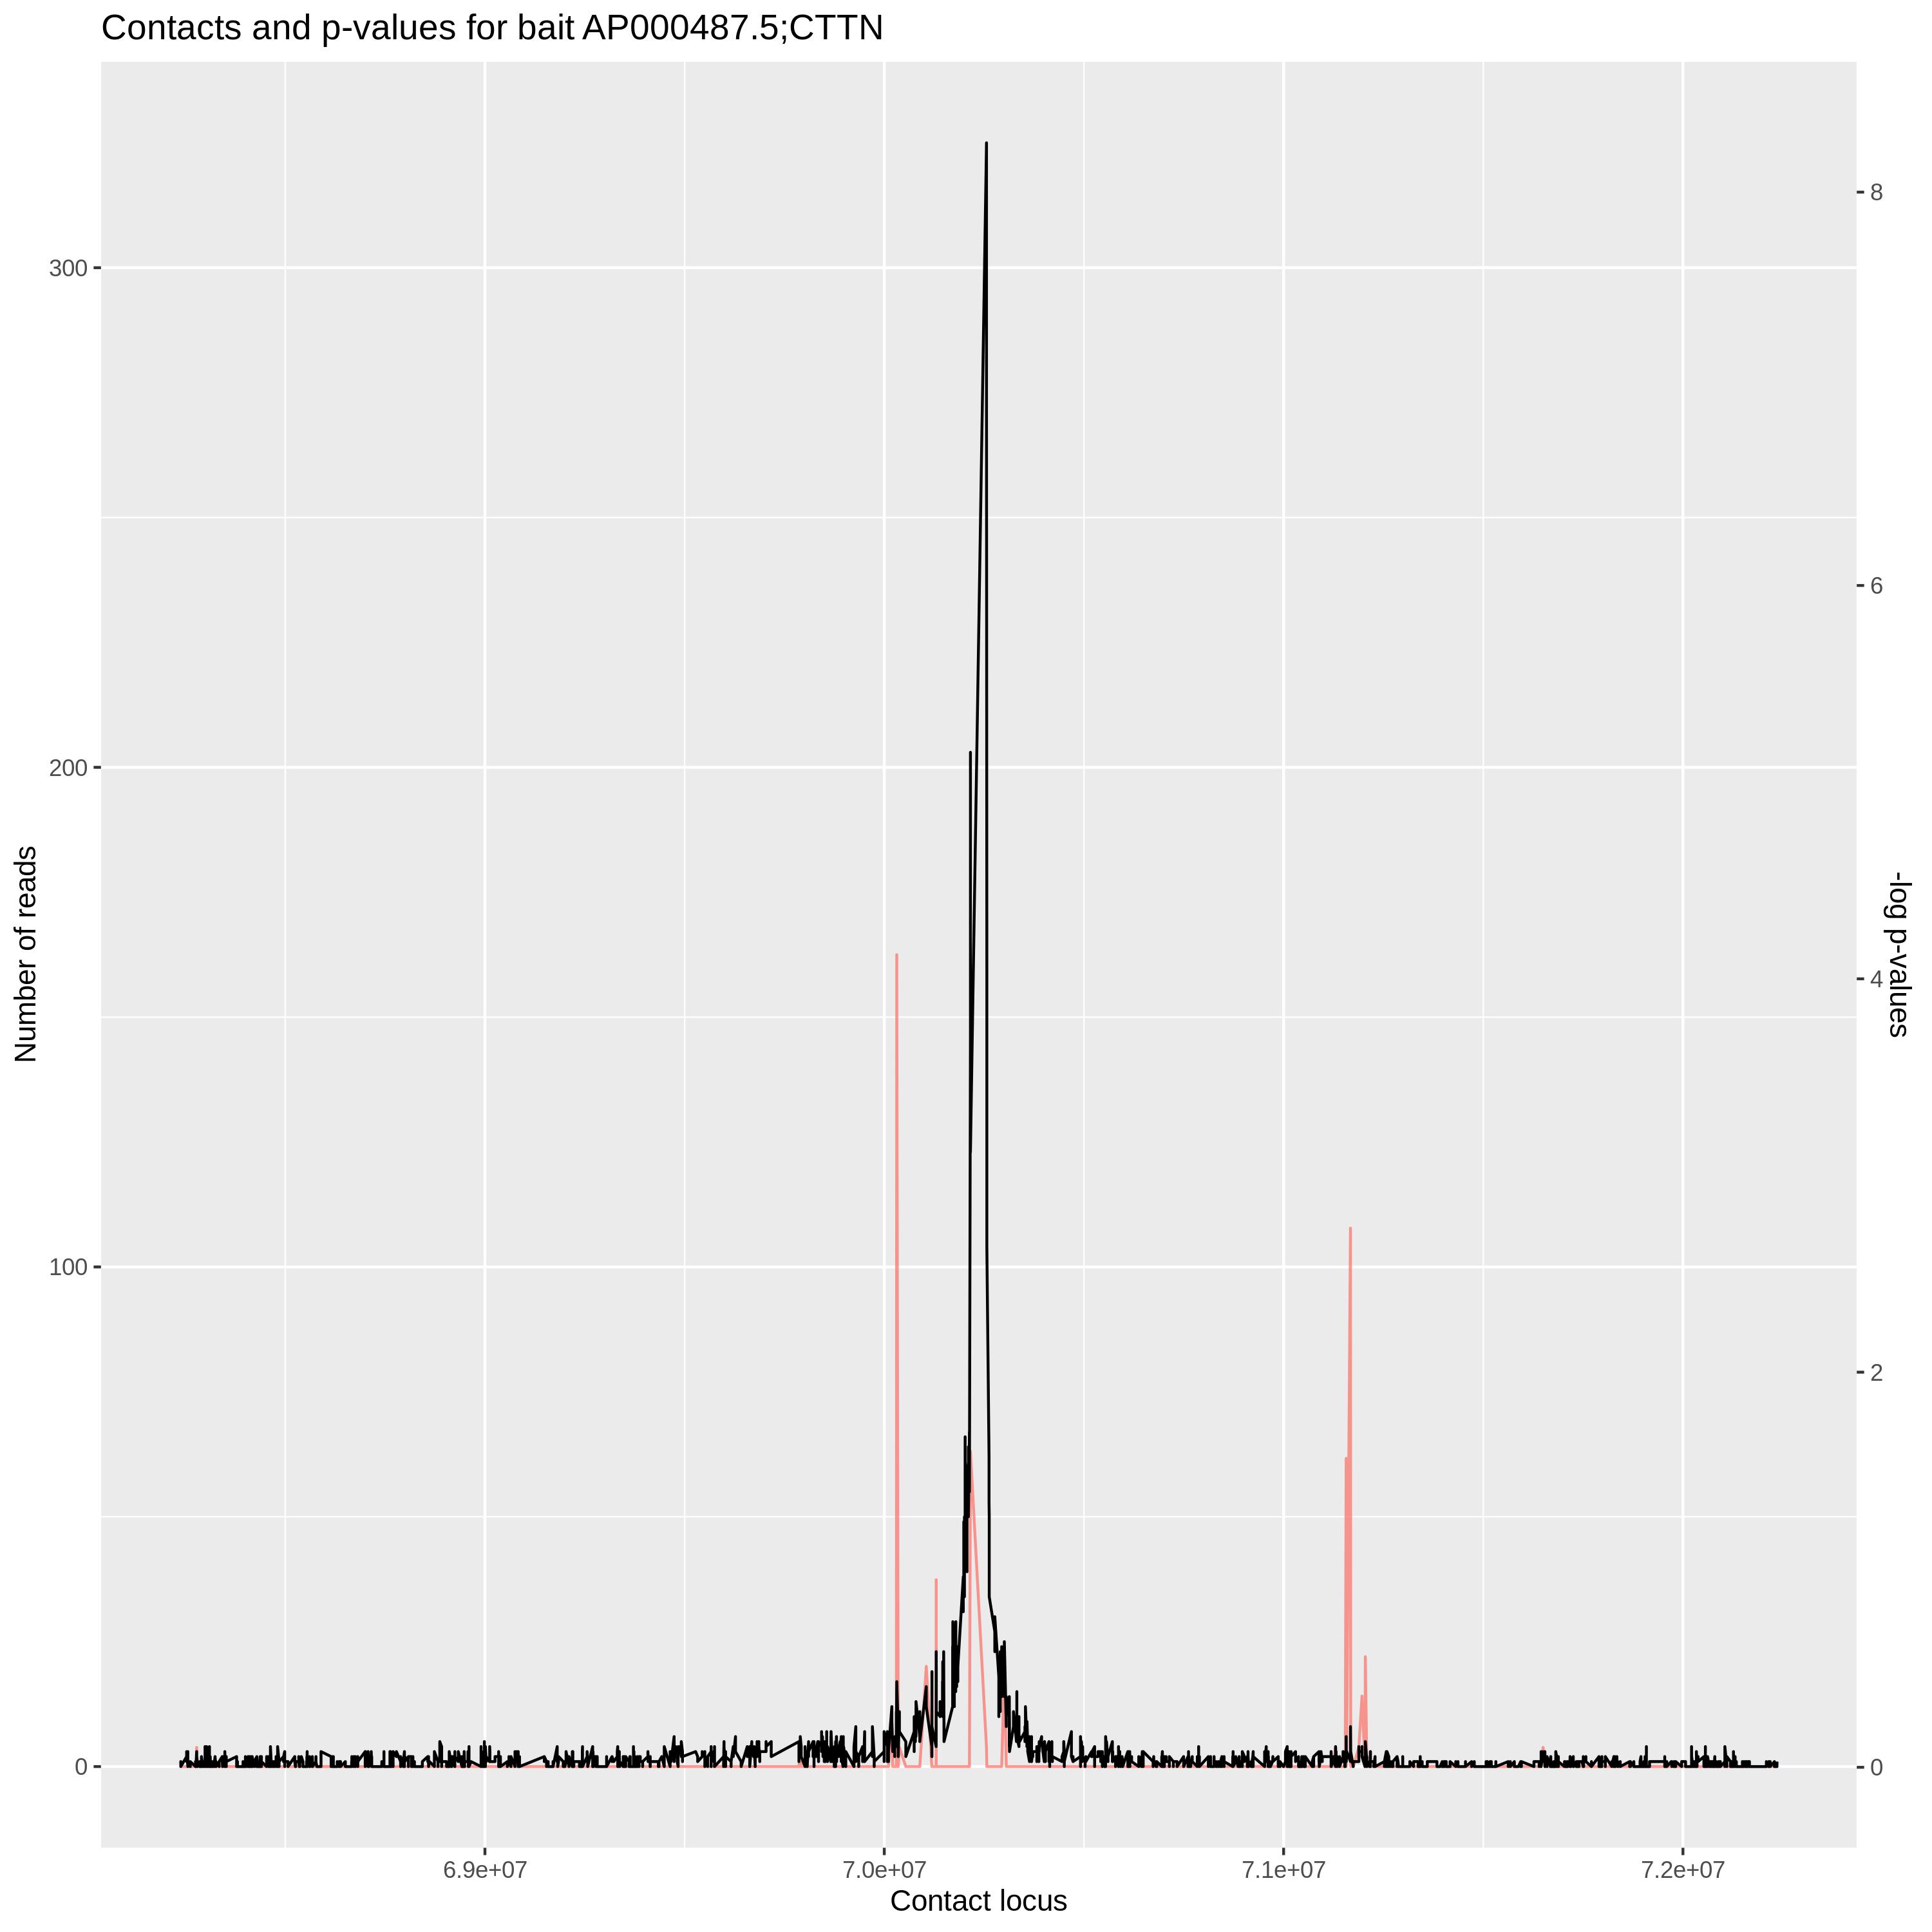 Contacts and p-values for bait AP000487.5;CTTN
Number of reads
300
200
100
0
8
6
4
2
0
-log p-values
6.9e+07
7.0e+07
7.1e+07
7.2e+07
Contact locus